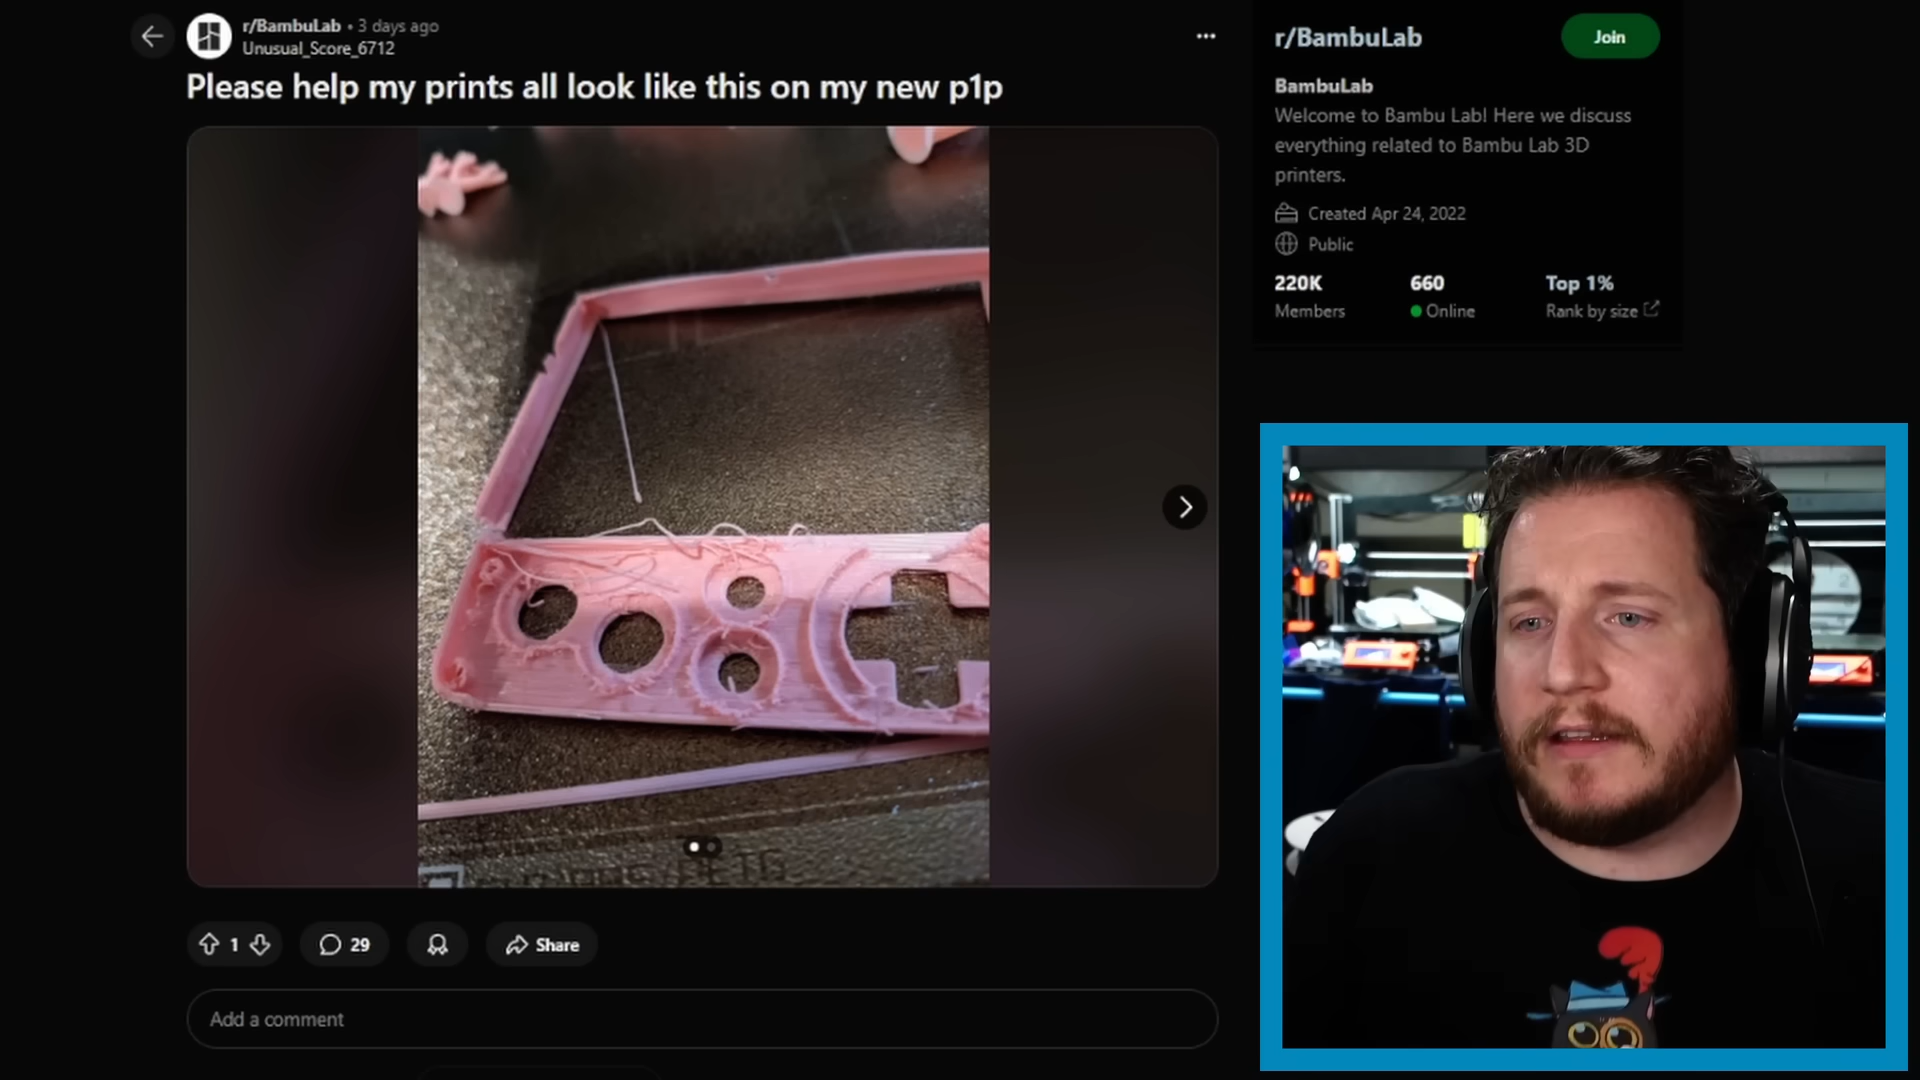 r/BambuLab • 3 days ago
Unusual_Score_6712
Please help my prints all look like this on my new p1p
1
29
Share
Add a comment
r/BambuLab
Join
BambuLab
Welcome to Bambu Lab! Here we discuss
everything related to Bambu Lab 3D
printers.
Created Apr 24, 2022
Public
220K
660
Top 1%
Members
Online
Rank by size